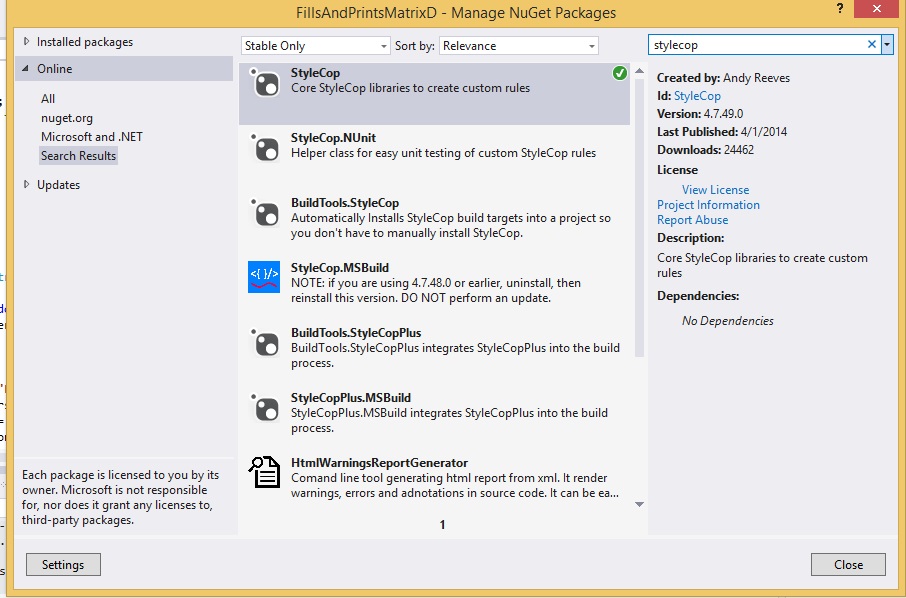 FillsAndPrintsMatrixD - Manage NuGet Packages
?
Installed packages
Online
All
nuget.org
Microsoft and .NET
Search Results
Updates
Each package is licensed to you by its
owner. Microsoft is not responsible
for, nor does it grant any licenses to,
third-party packages.
Settings
Stable Only
Sort by: Relevance
StyleCop
Core StyleCop libraries to create custom rules
StyleCop.NUnit
Helper class for easy unit testing of custom StyleCop rules
BuildTools.StyleCop
Automatically Installs StyleCop build targets into a project so
you don't have to manually install StyleCop.
StyleCop.MSBuild
NOTE: if you are using 4.7.48.0 or earlier, uninstall, then
reinstall this version. DO NOT perform an update.
BuildTools.StyleCopPlus
BuildTools.StyleCopPlus integrates StyleCopPlus into the build
process.
StyleCopPlus.MSBuild
StyleCopPlus.MSBuild integrates StyleCopPlus into the build
process.
HtmlWarningsReportGenerator
Comand line tool generating html report from xml. It render
warnings, errors and adnotations in source code. It can be ea...
1
stylecop
Created by: Andy Reeves
Id: StyleCop
Version: 4.7.49.0
Last Published: 4/1/2014
Downloads: 24462
License
View License
Project Information
Report Abuse
Description:
Core StyleCop libraries to create custom
rules
Dependencies:
No Dependencies
Close